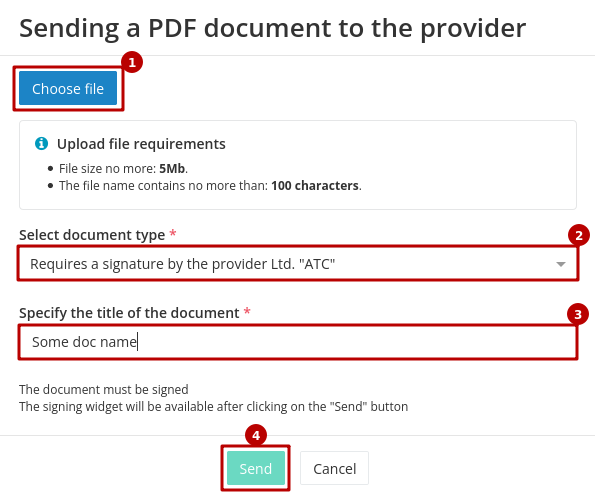 Sending a PDF document to the provider
1
Choose file
Upload file requirements
File size no more: 5Mb.
The file name contains no more than: 100 characters.
Select document type *
2
Requires a signature by the provider Ltd. "ATC"
Specify the title of the document *
3
Some doc name
The document must be signed
The signing widget will be available after clicking on the "Send" button
4
Send Cancel